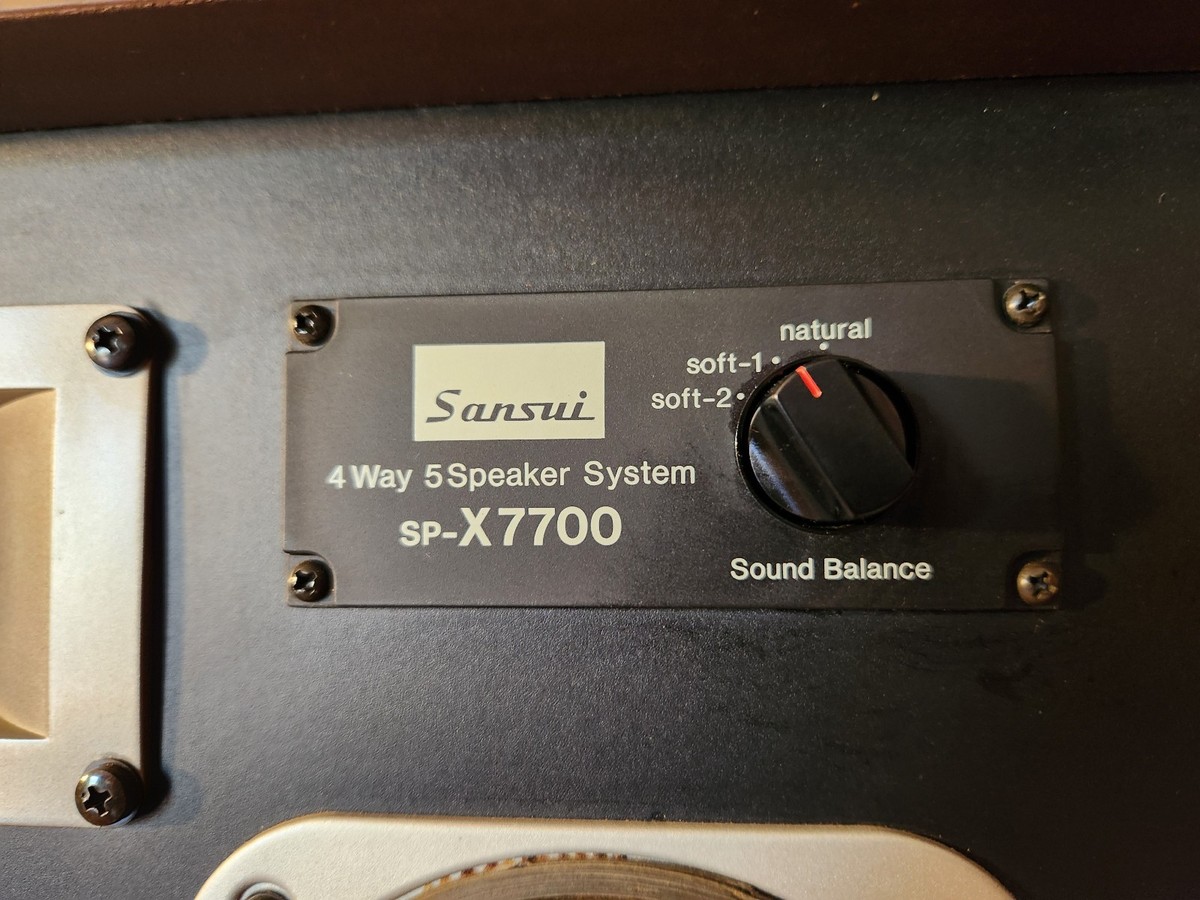 Sansui
4 Way 5 Speaker System
SP-X7700
natural
soft-1
soft-2
Sound Balance